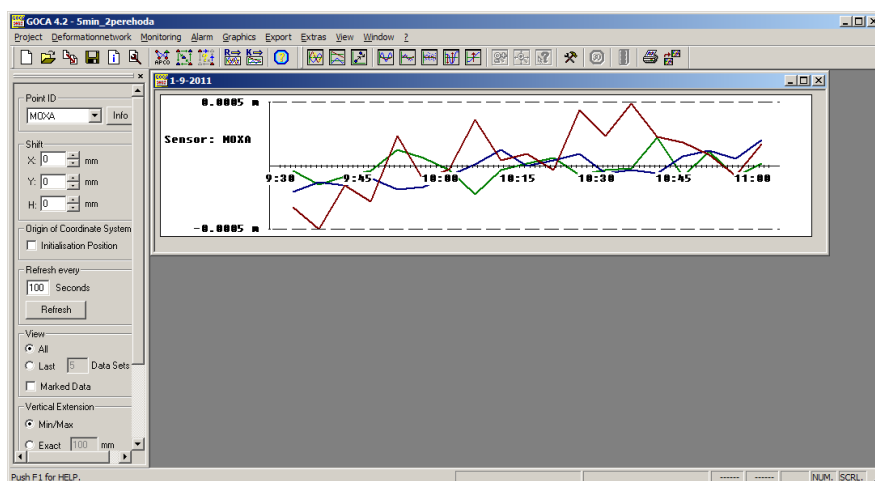 GOCA 4.2 - 5min_2perehoda
Project Deformationnetwork Monitoring Alarm Graphics Export Extras View Window ?
APCO
1-9-2011
Point ID
MOXA Info
Shift
X: 0 mm
Y: 0 mm
H: 0 mm
Origin of Coordinate System
Initialisation Position
Refresh every
100 Seconds
Refresh
View
All
Last 5 Data Sets
Marked Data
Vertical Extension
Min/Max
Exact 100 mm
0.0005 m
Sensor: MOXA
9:30 9:45 10:00 10:15 10:30 10:45 11:00
-0.0005 m
Push F1 for HELP.
------ ------ NUM. SCRL.